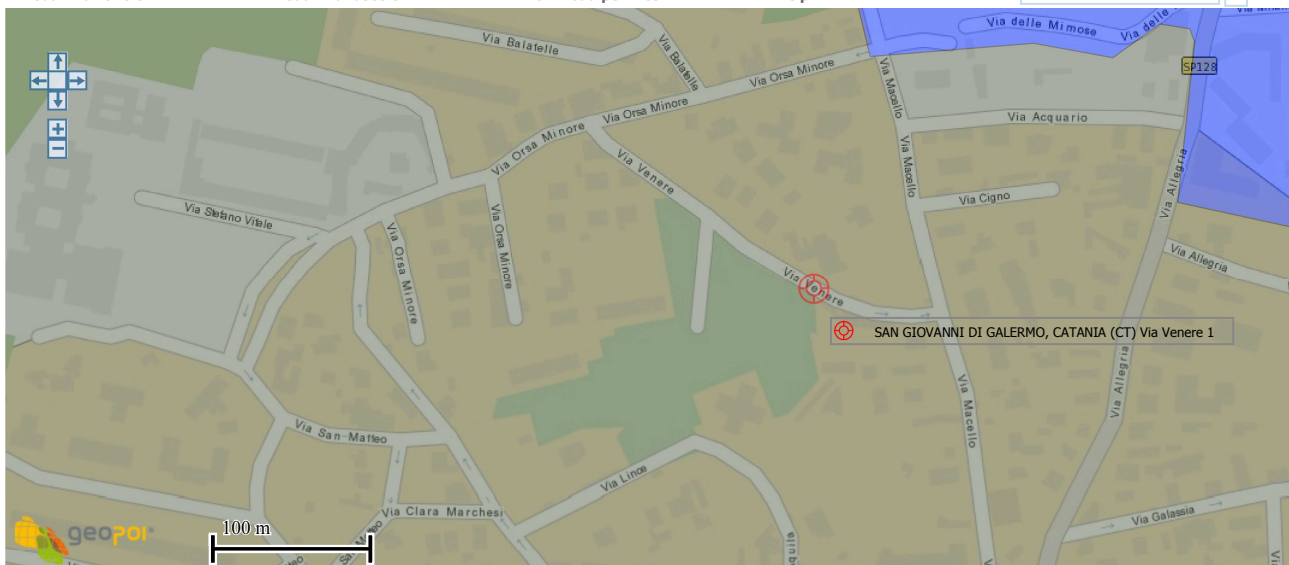 Via delle Mimose
Via delle
Via Balatelle
Via Balatelle
SP128
Via Orsa Minore
Via Macello
Via Orsa Minore
Via Acquario
Via Orsa Minore
Via Venere
Via Macello
Via Allegria
Via Cigno
Via Stefano Vitale
Via Orsa Minore
Via Orsa Minore
Via Allegria
Via Venere
SAN GIOVANNI DI GALERMO, CATANIA (CT) Via Venere 1
Via Allegria
Via Macello
Via San-Matteo
Via Lince
Via Clara Marchesi
Via Galassia
geopoi
100 m